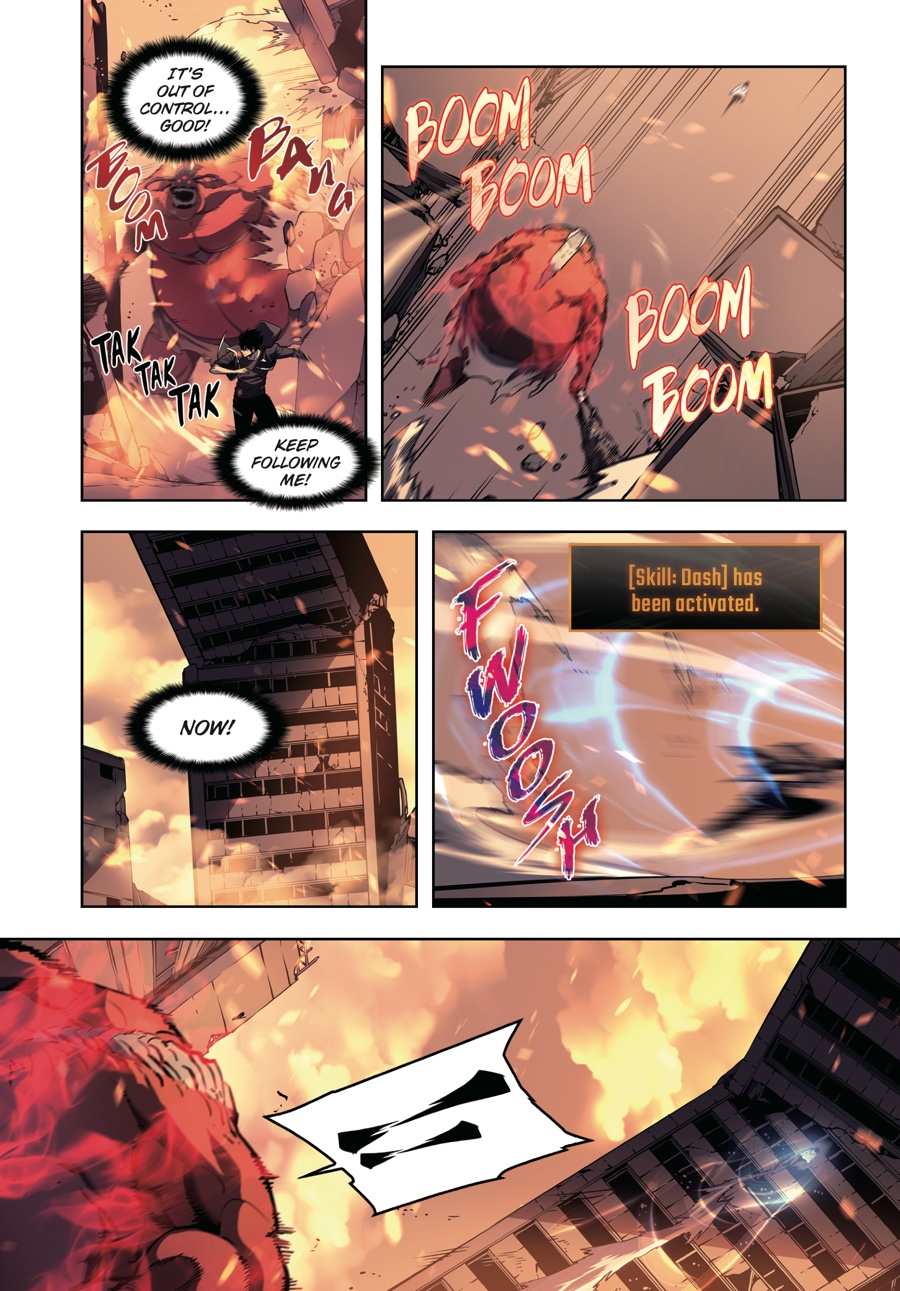 IT'S
OUT OF
CONTROL...
GOOD!
BOOM
BANG
TAK
TAK
TAK
KEEP
FOLLOWING
ME!
BOOM
BOOM
BOOM
BOOM
NOW!
[Skill: Dash] has
been activated.
FWOOSH
!!